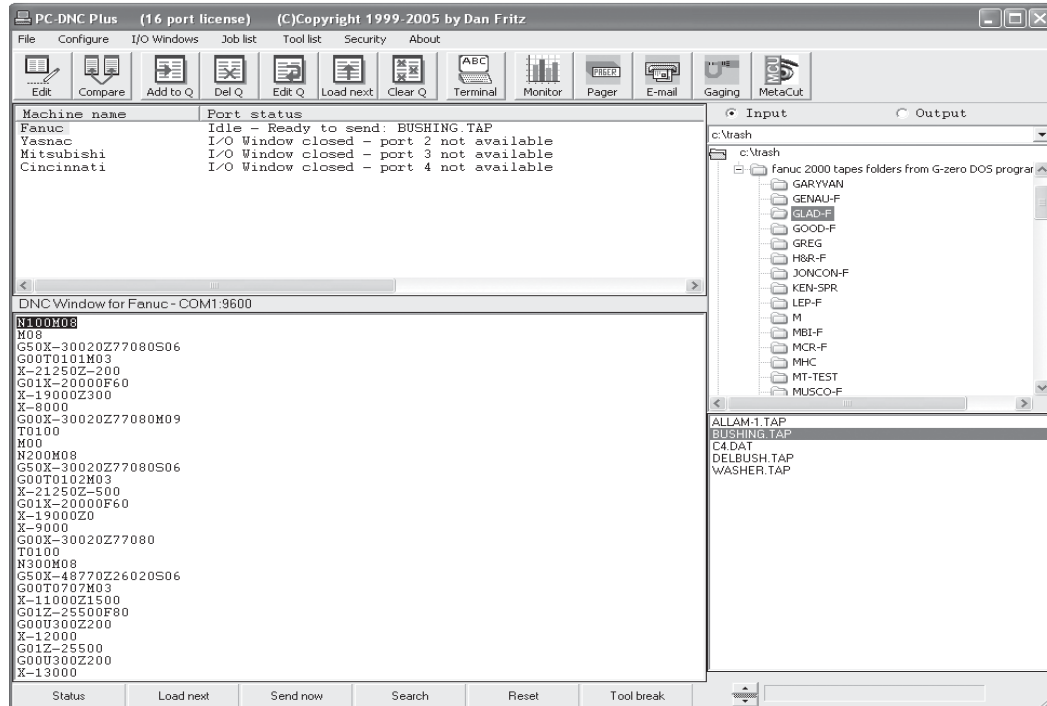 PC-DNC Plus (16 port license) (C)Copyright 1999-2005 by Dan Fritz
File Configure I/O Windows Job list Tool list Security About
Edit Compare Add to Q Del Q Edit Q Load next Clear Q Terminal Monitor Pager E-mail Gaging MetaCut
ABC
PAGER
MCU
Machine name Port status
Fanuc Idle - Ready to send: BUSHING.TAP
Yasnac I/O Window closed - port 2 not available
Mitsubishi I/O Window closed - port 3 not available
Cincinnati I/O Window closed - port 4 not available
DNC Window for Fanuc - COM1:9600
N100M08
M08
G50X-30020Z77080S06
G00T0101M03
X-21250Z-200
G01X-20000F60
X-19000Z300
X-8000
G00X-30020Z77080M09
T0100
M00
N200M08
G50X-30020Z77080S06
G00T0102M03
X-21250Z-500
G01X-20000F60
X-19000Z0
X-9000
G00X-30020Z77080
T0100
N300M08
G50X-48770Z26020S06
G00T0707M03
X-11000Z1500
G01Z-25500F80
G00U300Z200
X-12000
G01Z-25500
G00U300Z200
X-13000
Input Output
c:\trash
c:\trash
fanuc 2000 tapes folders from G-zero DOS prograr
GARYVAN
GENAU-F
GLAD-F
GOOD-F
GREG
H&R-F
JONCON-F
KEN-SPR
LEP-F
M
MBI-F
MCR-F
MHC
MT-TEST
MUSCO-F
ALLAM-1.TAP
BUSHING.TAP
C4.DAT
DELBUSH.TAP
WASHER.TAP
Status Load next Send now Search Reset Tool break